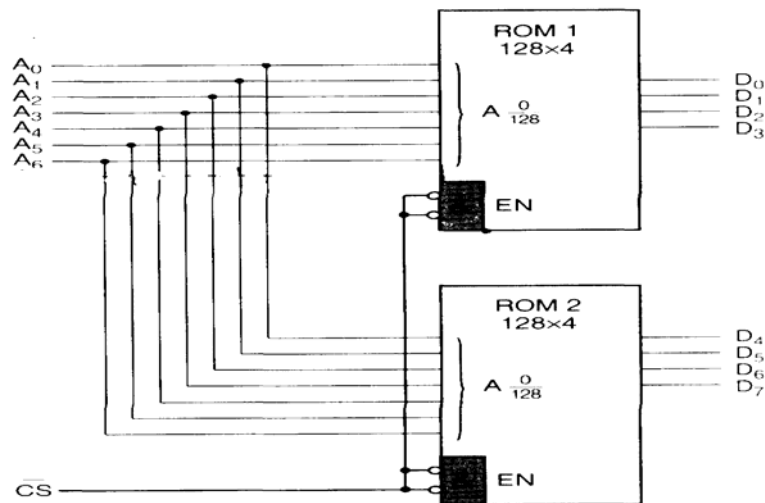 ROM 1
128×4
A₀
A₁
A₂
A₃
A₄
A₅
A₆
A 0/128
D₀
D₁
D₂
D₃
EN
ROM 2
128×4
A 0/128
D₄
D₅
D₆
D₇
EN
C̅S̅